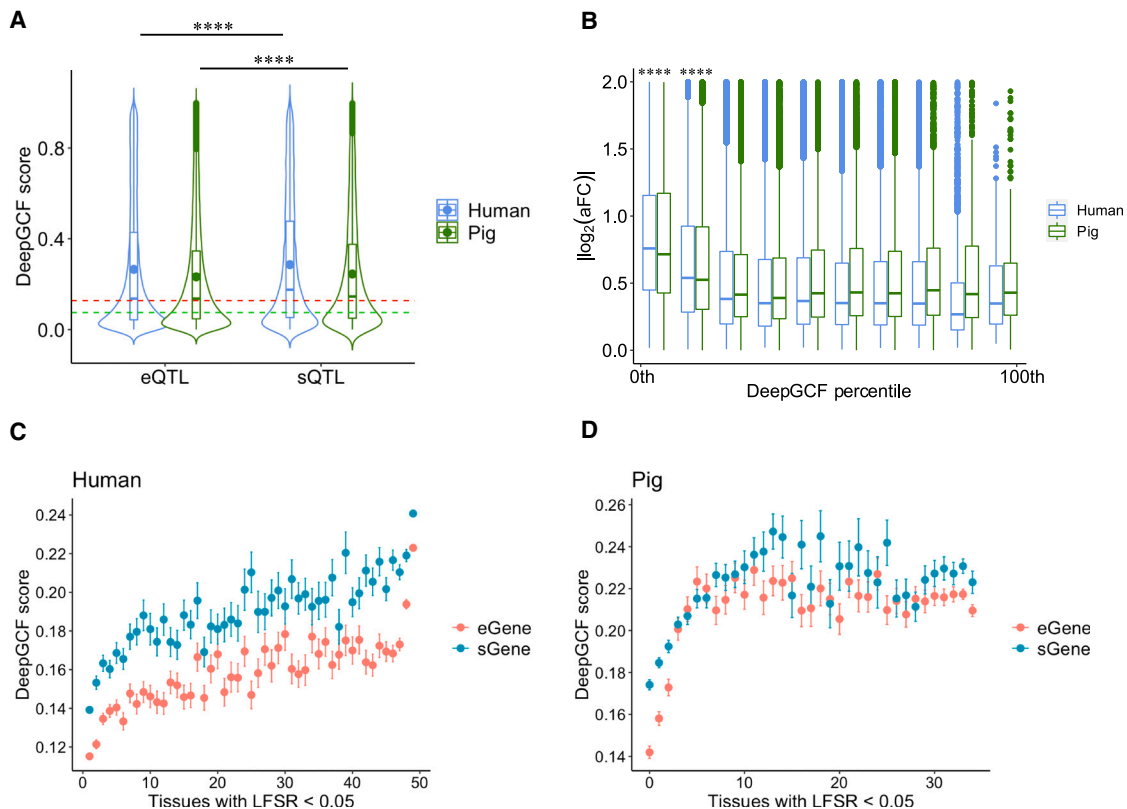 A
****
****
DeepGCF score
0.8
0.4
0.0
eQTL
sQTL
Human
Pig
B
**** ****
|log2(aFC)|
2.0
1.5
1.0
0.5
0.0
0th
100th
DeepGCF percentile
Human
Pig
C
Human
DeepGCF score
0.24
0.22
0.20
0.18
0.16
0.14
0.12
0 10 20 30 40 50
Tissues with LFSR < 0.05
eGene
sGene
D
Pig
DeepGCF score
0.26
0.24
0.22
0.20
0.18
0.16
0.14
0 10 20 30
Tissues with LFSR < 0.05
eGene
sGene